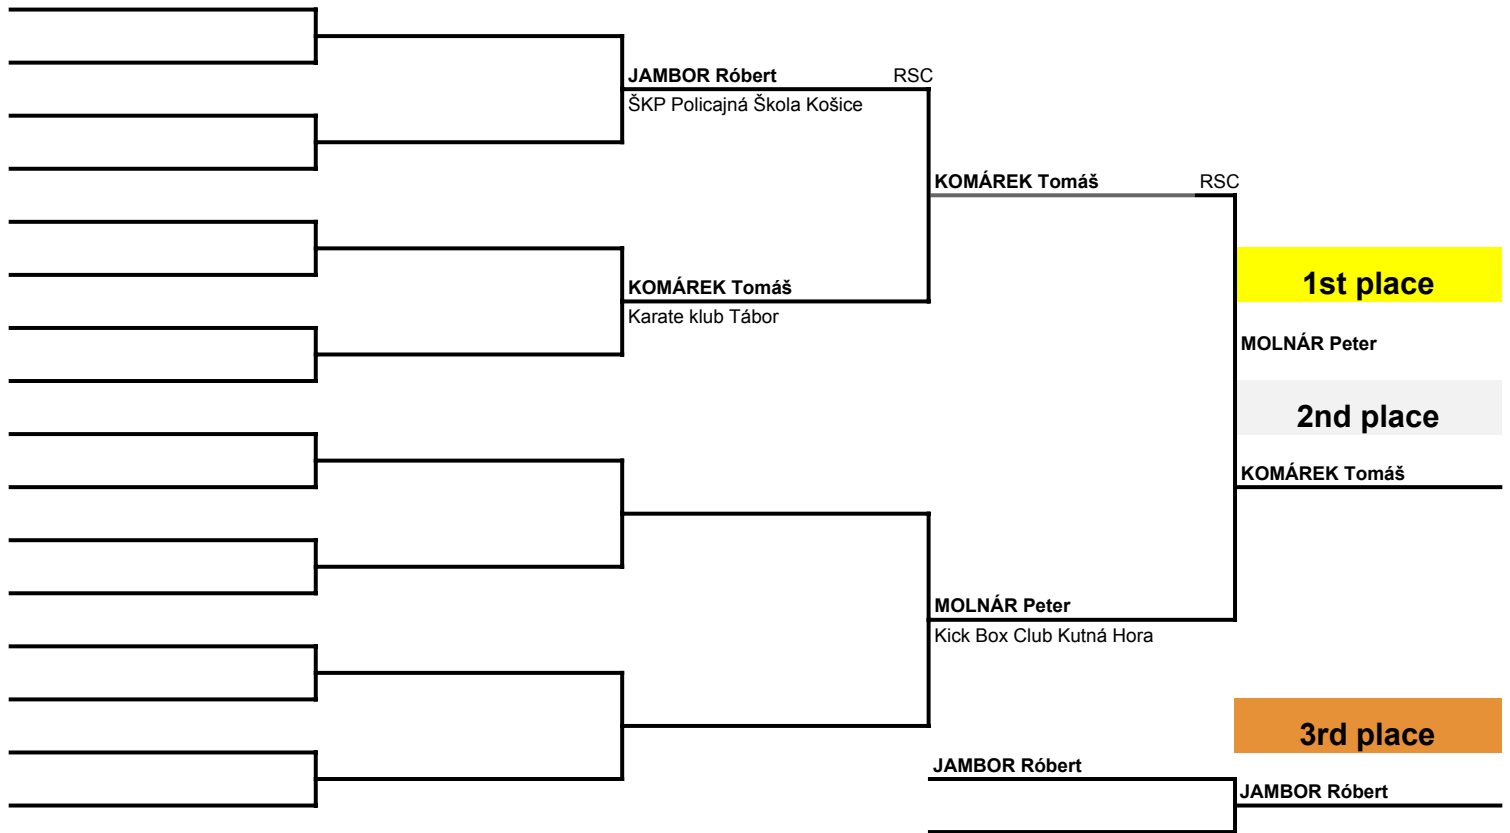 JAMBOR Róbert RSC
ŠKP Policajná Škola Košice
KOMÁREK Tomáš RSC
1st place
KOMÁREK Tomáš
Karate klub Tábor
MOLNÁR Peter
2nd place
KOMÁREK Tomáš
MOLNÁR Peter
Kick Box Club Kutná Hora
3rd place
JAMBOR Róbert
JAMBOR Róbert